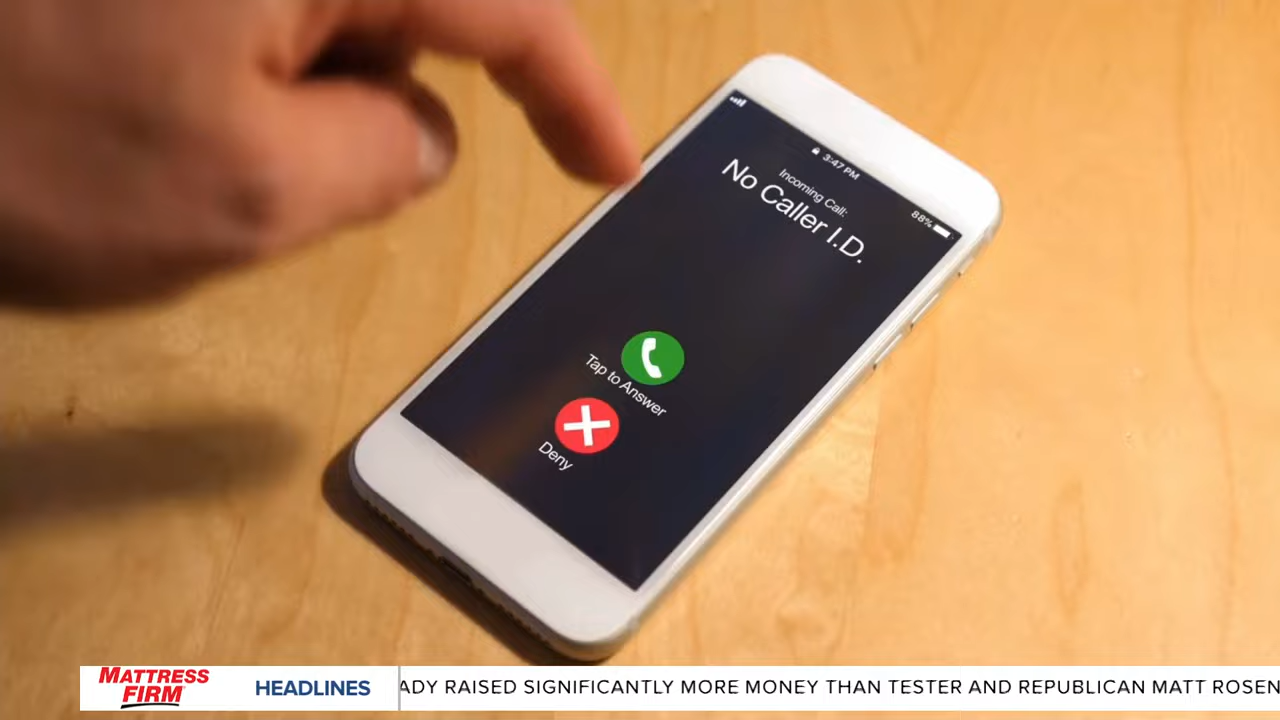 3:47 PM
88%
Incoming Call:
No Caller I.D.
Tap to Answer
Deny
MATTRESS
FIRM
HEADLINES
ADY RAISED SIGNIFICANTLY MORE MONEY THAN TESTER AND REPUBLICAN MATT ROSEN